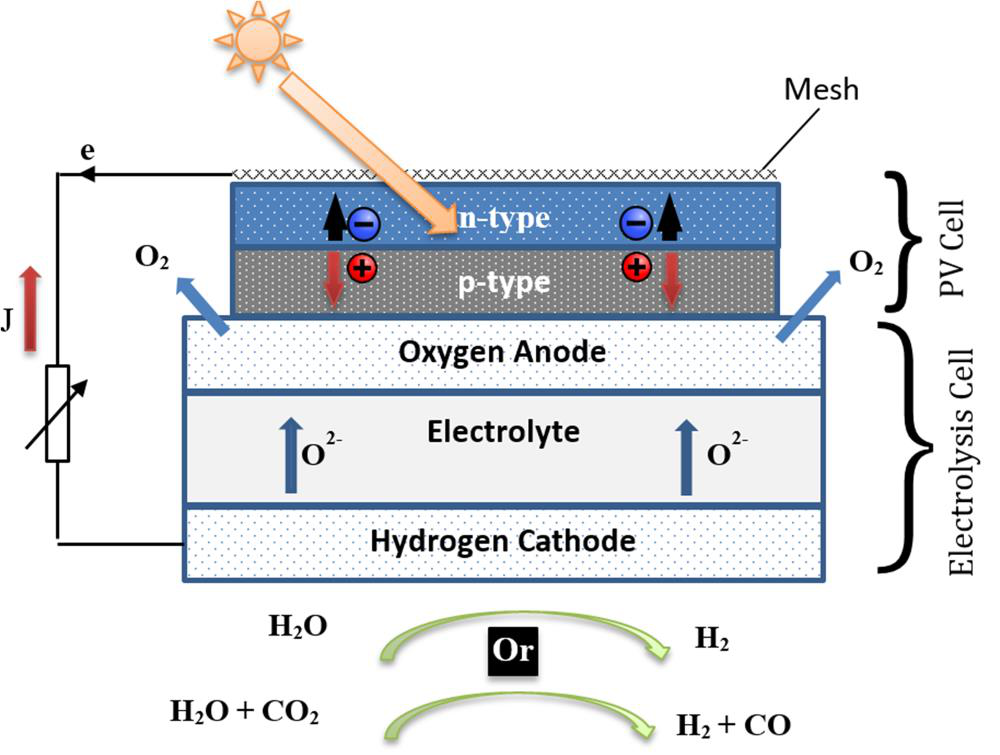 Mesh
e
n-type
O₂
O₂
p-type
PV Cell
J
Oxygen Anode
Electrolyte
O²⁻
O²⁻
Electrolysis Cell
Hydrogen Cathode
H₂O
Or
H₂
H₂O + CO₂
H₂ + CO